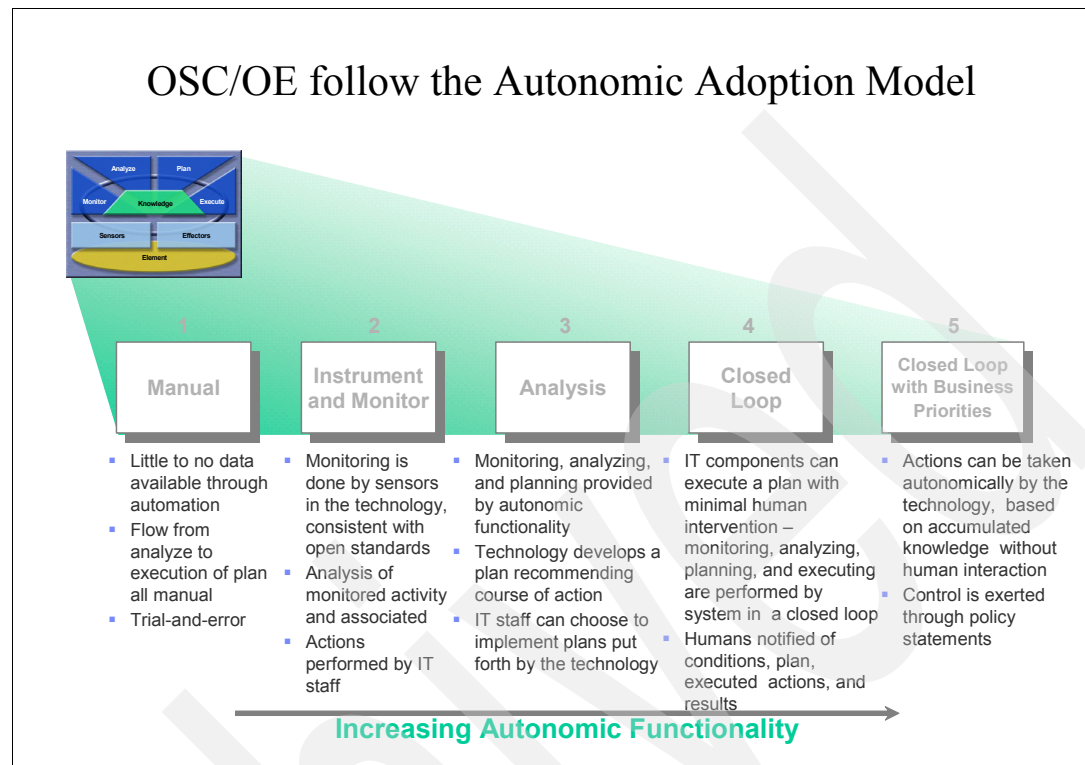 OSC/OE follow the Autonomic Adoption Model
Analyze
Plan
Monitor
Knowledge
Execute
Sensors
Effectors
Element
1
Manual
▪ Little to no data
available through
automation
▪ Flow from
analyze to
execution of plan
all manual
▪ Trial-and-error
2
Instrument
and Monitor
▪ Monitoring is
done by sensors
in the technology,
consistent with
open standards
▪ Analysis of
monitored activity
and associated
▪ Actions
performed by IT
staff
3
Analysis
▪ Monitoring, analyzing,
and planning provided
by autonomic
functionality
▪ Technology develops a
plan recommending
course of action
▪ IT staff can choose to
implement plans put
forth by the technology
4
Closed
Loop
▪ IT components can
execute a plan with
minimal human
intervention –
monitoring, analyzing,
planning, and executing
are performed by
system in a closed loop
▪ Humans notified of
conditions, plan,
executed actions, and
results
5
Closed Loop
with Business
Priorities
▪ Actions can be taken
autonomically by the
technology, based
on accumulated
knowledge without
human interaction
▪ Control is exerted
through policy
statements
Increasing Autonomic Functionality